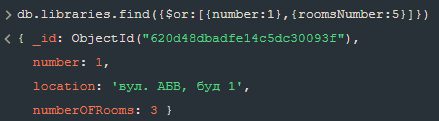 > db.libraries.find({$or:[{number:1},{roomsNumber:5}]})
< { _id: ObjectId("620d48dbadfe14c5dc30093f"),
number: 1,
location: 'вул. АБВ, буд 1',
numberOFRooms: 3 }